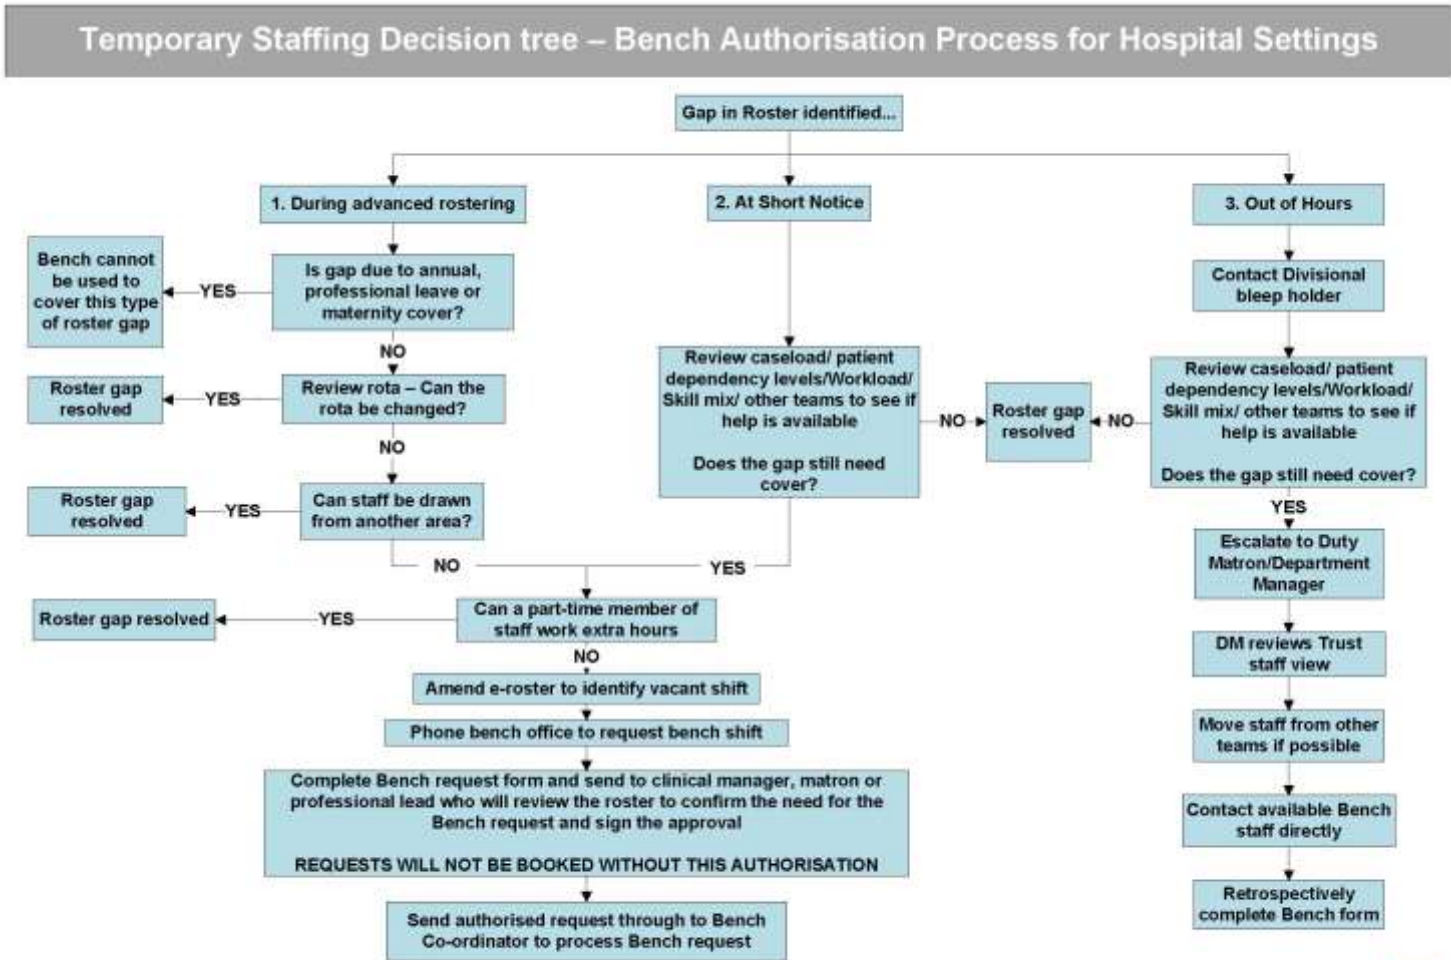 Temporary Staffing Decision tree – Bench Authorisation Process for Hospital Settings
Gap in Roster identified...
1. During advanced rostering
2. At Short Notice
3. Out of Hours
Bench cannot
be used to
cover this type
of roster gap
YES
Is gap due to annual,
professional leave or
maternity cover?
Contact Divisional
bleep holder
NO
Roster gap
resolved
YES
Review rota – Can the
rota be changed?
Review caseload/ patient
dependency levels/Workload/
Skill mix/ other teams to see if
help is available
Does the gap still need
cover?
NO
Roster gap
resolved
NO
Review caseload/ patient
dependency levels/Workload/
Skill mix/ other teams to see if
help is available
Does the gap still need cover?
NO
Roster gap
resolved
YES
Can staff be drawn
from another area?
YES
Escalate to Duty
Matron/Department
Manager
NO
YES
Roster gap resolved
YES
Can a part-time member of
staff work extra hours
DM reviews Trust
staff view
NO
Amend e-roster to identify vacant shift
Move staff from other
teams if possible
Phone bench office to request bench shift
Complete Bench request form and send to clinical manager, matron or
professional lead who will review the roster to confirm the need for the
Bench request and sign the approval
REQUESTS WILL NOT BE BOOKED WITHOUT THIS AUTHORISATION
Contact available Bench
staff directly
Send authorised request through to Bench
Co-ordinator to process Bench request
Retrospectively
complete Bench form